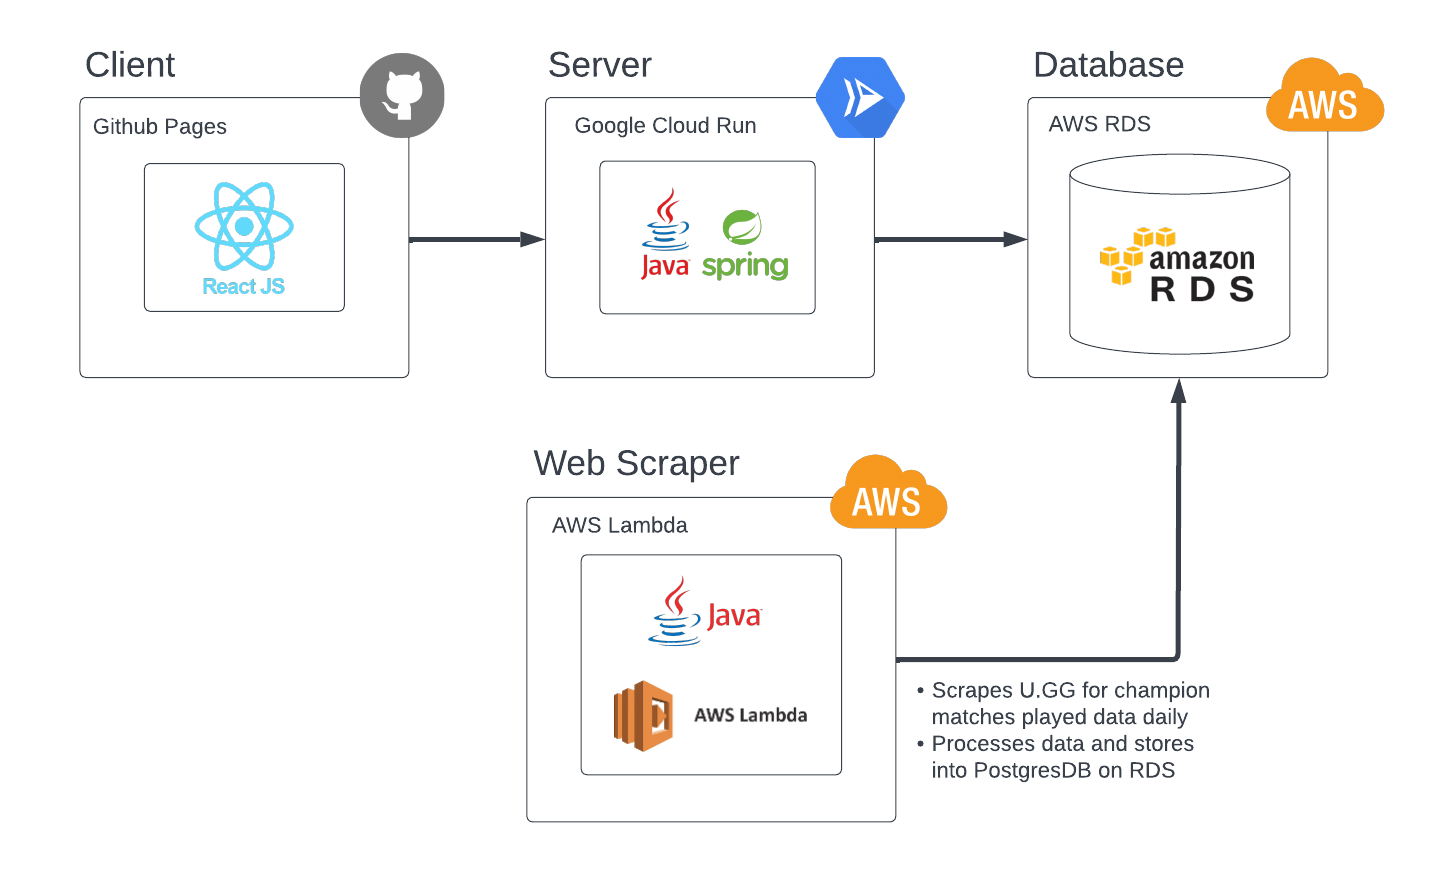 Client
Github Pages
React JS
Server
Google Cloud Run
Java
spring
Database
AWS
AWS RDS
amazon
RDS
Web Scraper
AWS
AWS Lambda
Java
AWS Lambda
• Scrapes U.GG for champion
matches played data daily
• Processes data and stores
into PostgresDB on RDS